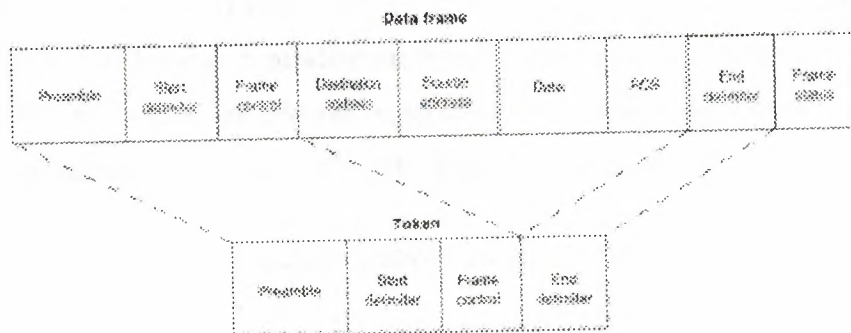 Data frame
Preamble
Start
delimiter
Frame
control
Destination
address
Source
address
Data
FCS
End
delimiter
Frame
status
Token
Preamble
Start
delimiter
Frame
control
End
delimiter